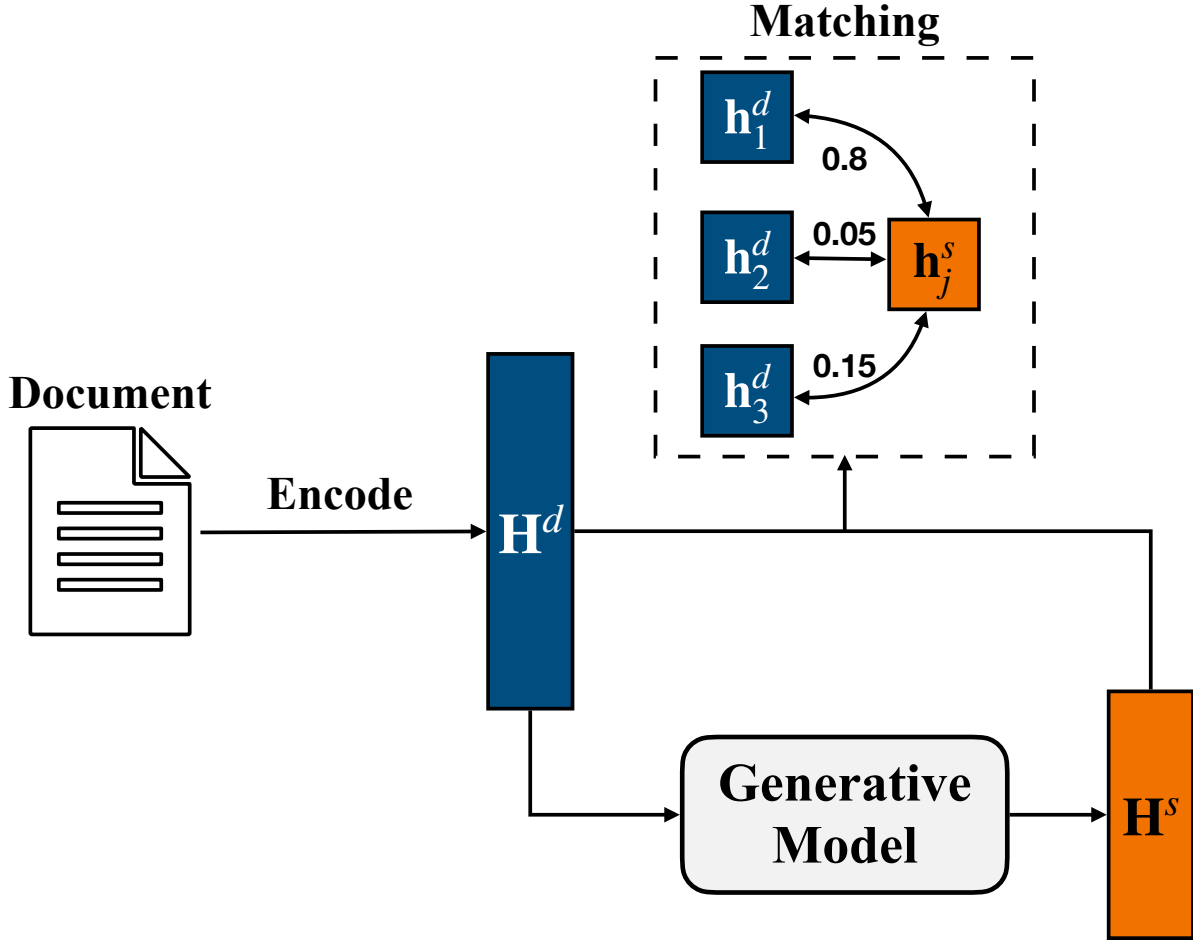 Matching
h_1^d
0.8
h_2^d
0.05
h_j^s
h_3^d
0.15
Document
Encode
H^d
Generative
Model
H^s